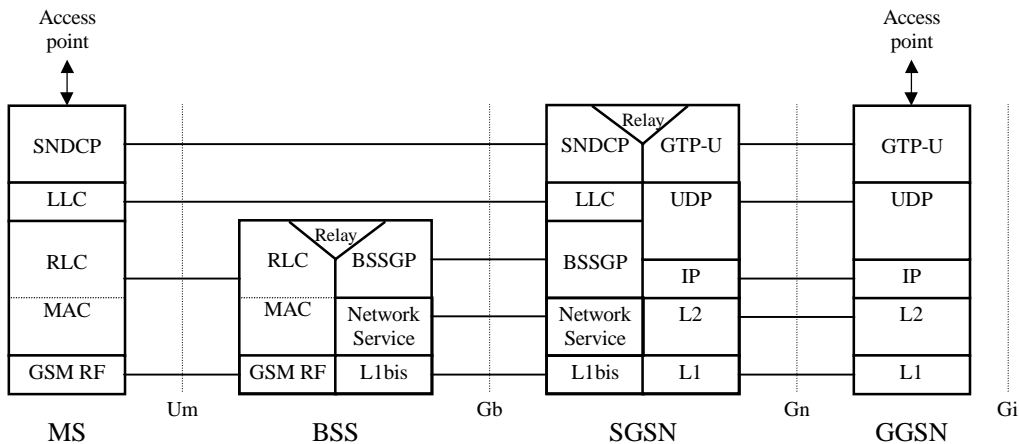 Access
point
Access
point
Relay
SNDCP
SNDCP
GTP-U
GTP-U
LLC
LLC
UDP
UDP
Relay
RLC
RLC
BSSGP
BSSGP
IP
IP
MAC
MAC
Network
Service
Network
Service
L2
L2
GSM RF
GSM RF
L1bis
L1bis
L1
L1
Um
Gb
Gn
Gi
MS
BSS
SGSN
GGSN